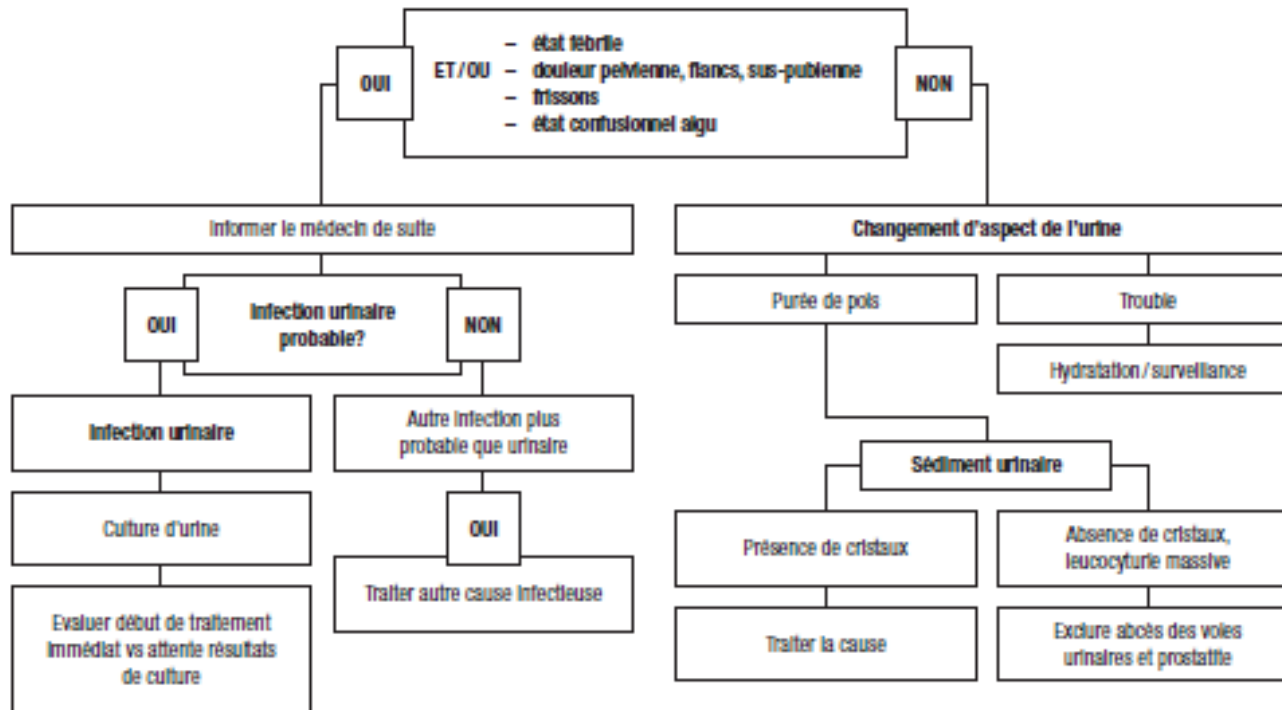 – état fébrile
OUI
ET/OU – douleur pelvienne, flancs, sus-pubienne
NON
– frissons
– état confusionnel aigu
Informer le médecin de suite
Changement d'aspect de l'urine
OUI
Infection urinaire
probable?
NON
Purée de pois
Trouble
Hydratation/surveillance
Infection urinaire
Autre infection plus
probable que urinaire
Sédiment urinaire
Culture d'urine
OUI
Présence de cristaux
Absence de cristaux,
leucocyturie massive
Traiter autre cause infectieuse
Evaluer début de traitement
immédiat vs attente résultats
de culture
Traiter la cause
Exclure abcès des voies
urinaires et prostatite